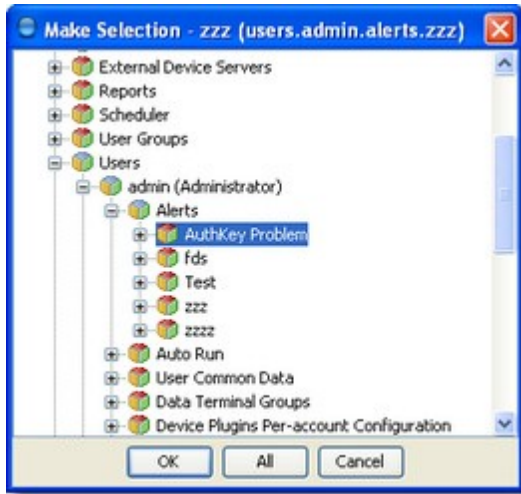 Make Selection - zzz (users.admin.alerts.zzz)
External Device Servers
Reports
Scheduler
User Groups
Users
admin (Administrator)
Alerts
AuthKey Problem
fds
Test
zzz
zzzz
Auto Run
User Common Data
Data Terminal Groups
Device Plugins Per-account Configuration
OK All Cancel